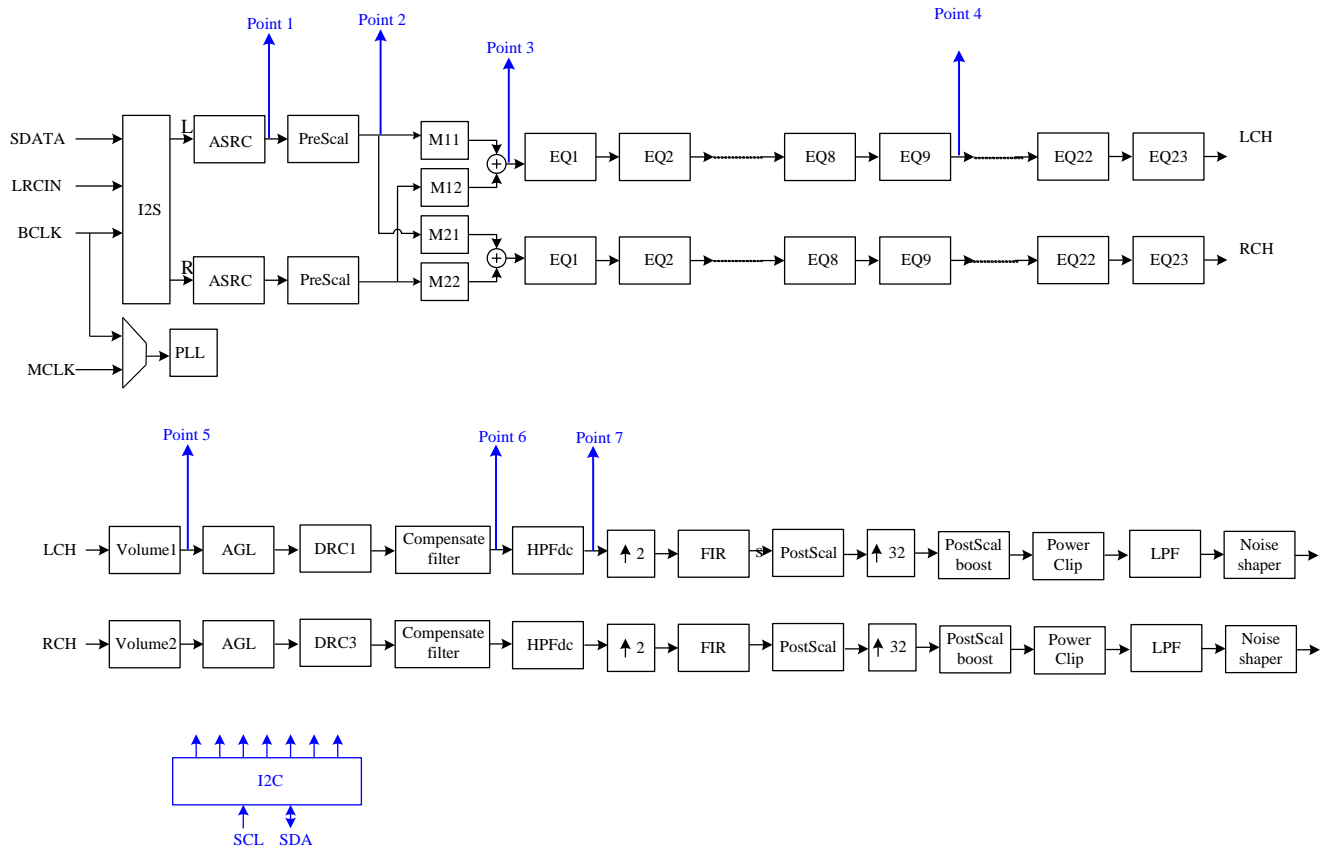 Point 1
Point 2
Point 3
Point 4
SDATA
LRCIN
BCLK
MCLK
I2S
L
R
PLL
ASRC
PreScal
M11
M12
EQ1
EQ2
EQ8
EQ9
EQ22
EQ23
LCH
ASRC
PreScal
M21
M22
EQ1
EQ2
EQ8
EQ9
EQ22
EQ23
RCH
Point 5
Point 6
Point 7
LCH
Volume1
AGL
DRC1
Compensate
filter
HPFdc
2
FIR
s
PostScal
32
PostScal
boost
Power
Clip
LPF
Noise
shaper
RCH
Volume2
AGL
DRC3
Compensate
filter
HPFdc
2
FIR
PostScal
32
PostScal
boost
Power
Clip
LPF
Noise
shaper
I2C
SCL
SDA